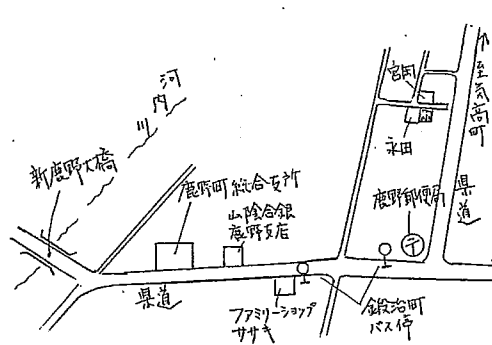 ↑至気高町
宮岡
永田
河内川
新鹿野大橋
鹿野町総合支所
山陰合銀
鹿野支店
鹿野郵便局
〒
県道
県道
ファミリーショップ
ササキ
鍛治町
バス停